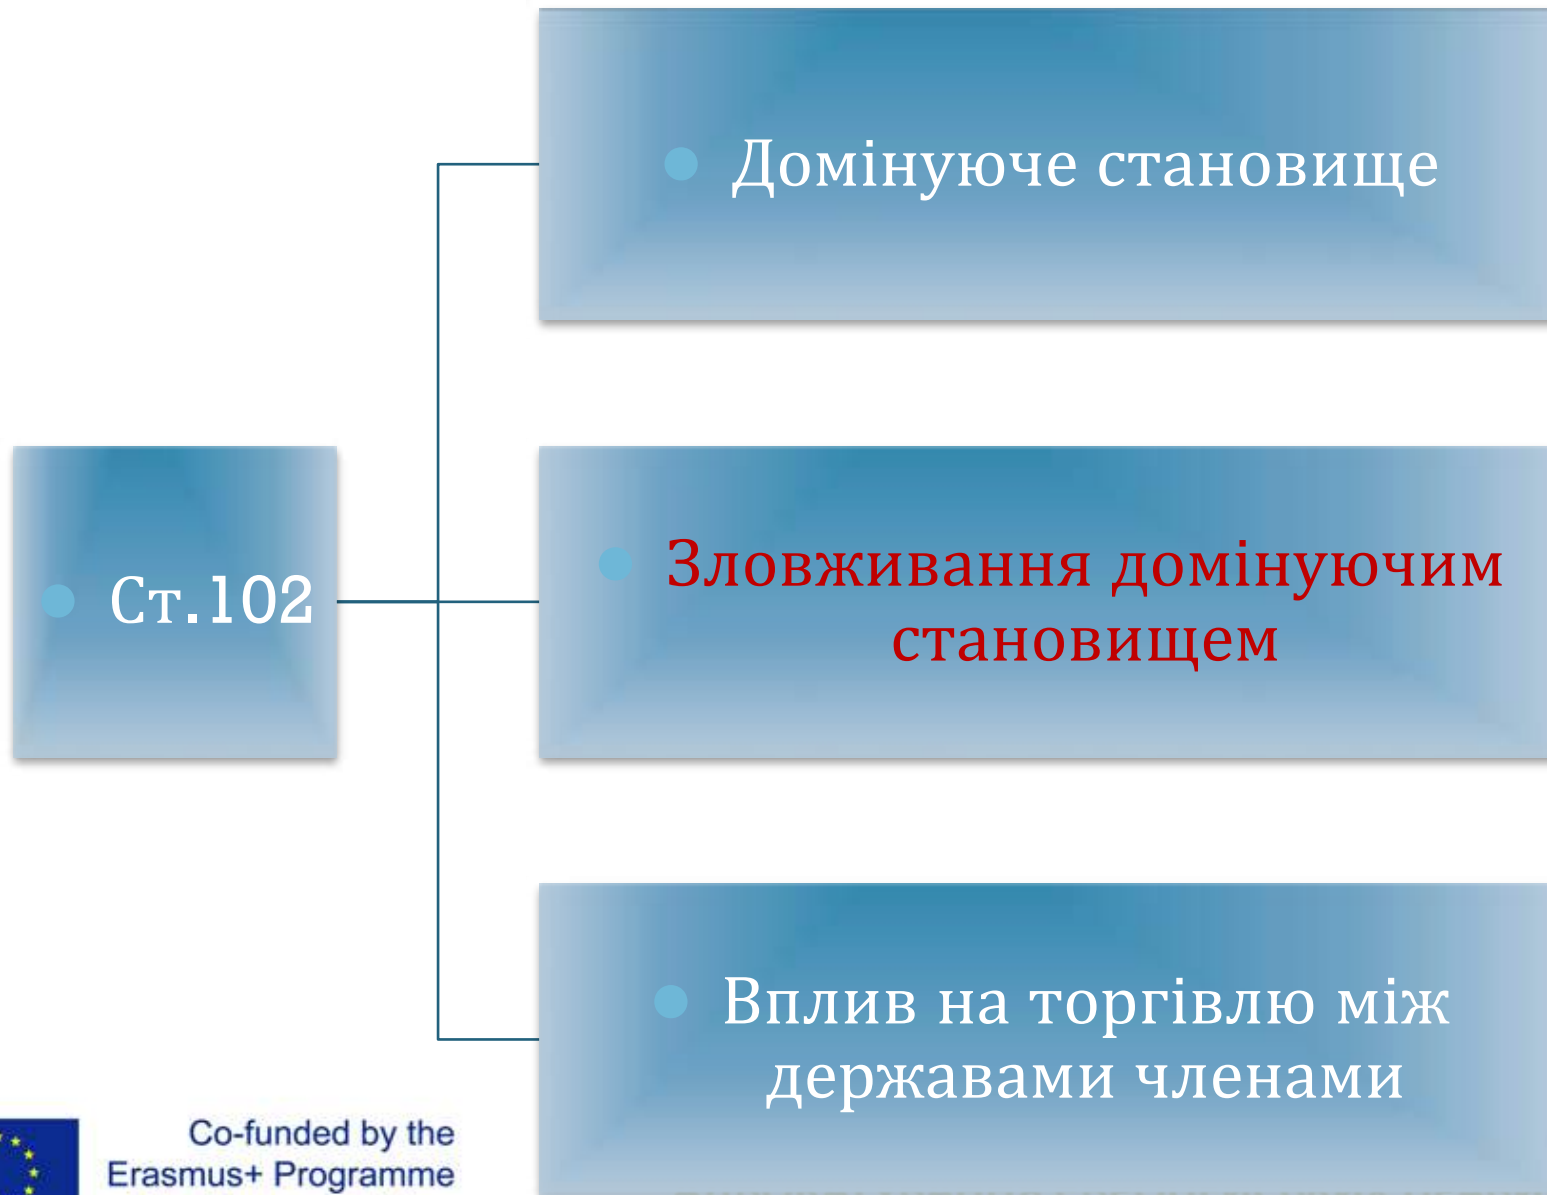 Домінуюче становище
Ст.102
Зловживання домінуючим
становищем
Вплив на торгівлю між
державами членами
Co-funded by the
Erasmus+ Programme